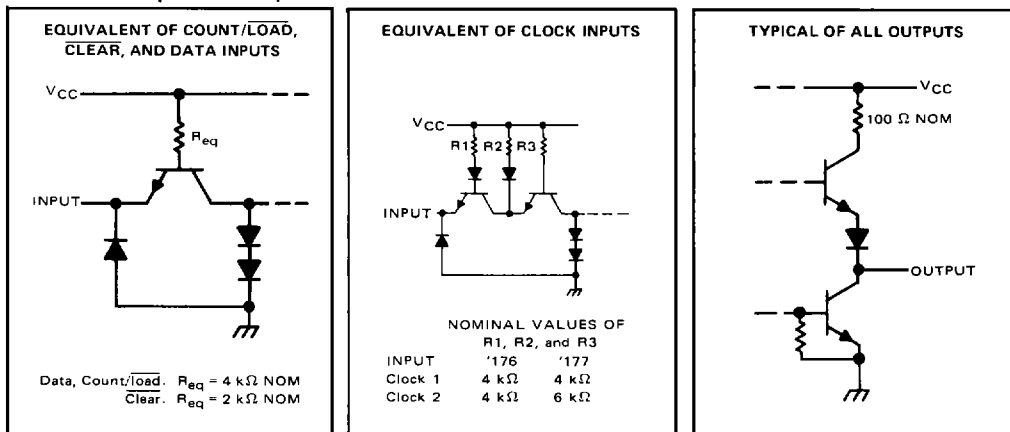 EQUIVALENT OF COUNT/LOAD,
CLEAR, AND DATA INPUTS
VCC
Req
INPUT
Data, Count/load. Req = 4 kΩ NOM
Clear. Req = 2 kΩ NOM
EQUIVALENT OF CLOCK INPUTS
VCC
R1 R2 R3
INPUT
NOMINAL VALUES OF
R1, R2, and R3
INPUT '176 '177
Clock 1 4 kΩ 4 kΩ
Clock 2 4 kΩ 6 kΩ
TYPICAL OF ALL OUTPUTS
VCC
100 Ω NOM
OUTPUT